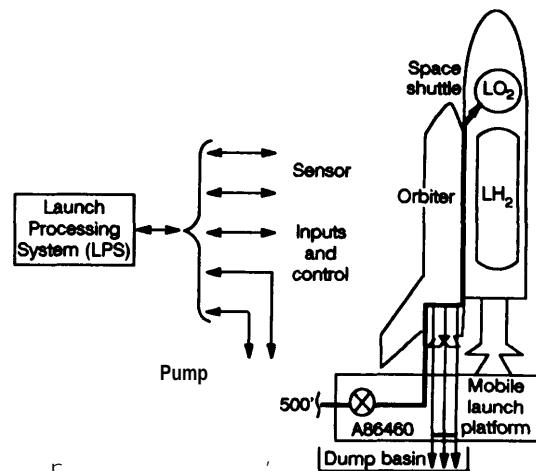 Space
shuttle
LO2
Sensor
Launch
Processing
System (LPS)
Orbiter
LH2
Inputs
and
control
Pump
Mobile
launch
platform
500'
A86460
Dump basin